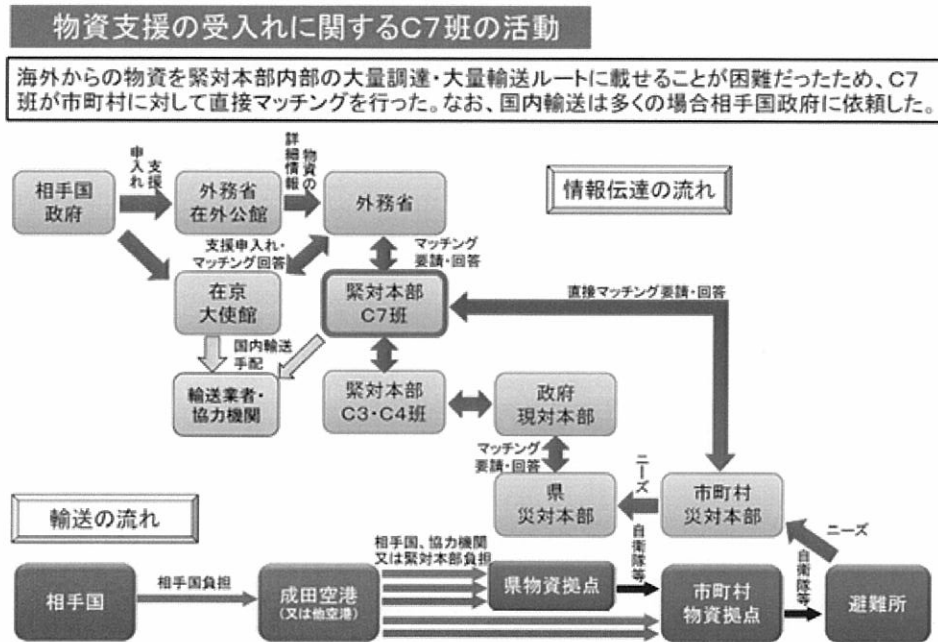 物資支援の受入れに関するC7班の活動
海外からの物資を緊対本部内部の大量調達・大量輸送ルートに載せることが困難だったため、C7
班が市町村に対して直接マッチングを行った。なお、国内輸送は多くの場合相手国政府に依頼した。
相手国
政府
支援
申入れ
外務省
在外公館
物資の
詳細情報
外務省
情報伝達の流れ
支援申入れ・
マッチング回答
マッチング
要請・回答
在京
大使館
緊対本部
C7班
直接マッチング要請・回答
国内輸送
手配
輸送業者・
協力機関
緊対本部
C3・C4班
政府
現対本部
マッチング
要請・回答
県
災対本部
ニーズ
市町村
災対本部
ニーズ
輸送の流れ
相手国
相手国負担
成田空港
(又は他空港)
相手国、協力機関
又は緊対本部負担
県物資拠点
自衛隊等
市町村
物資拠点
自衛隊等
避難所